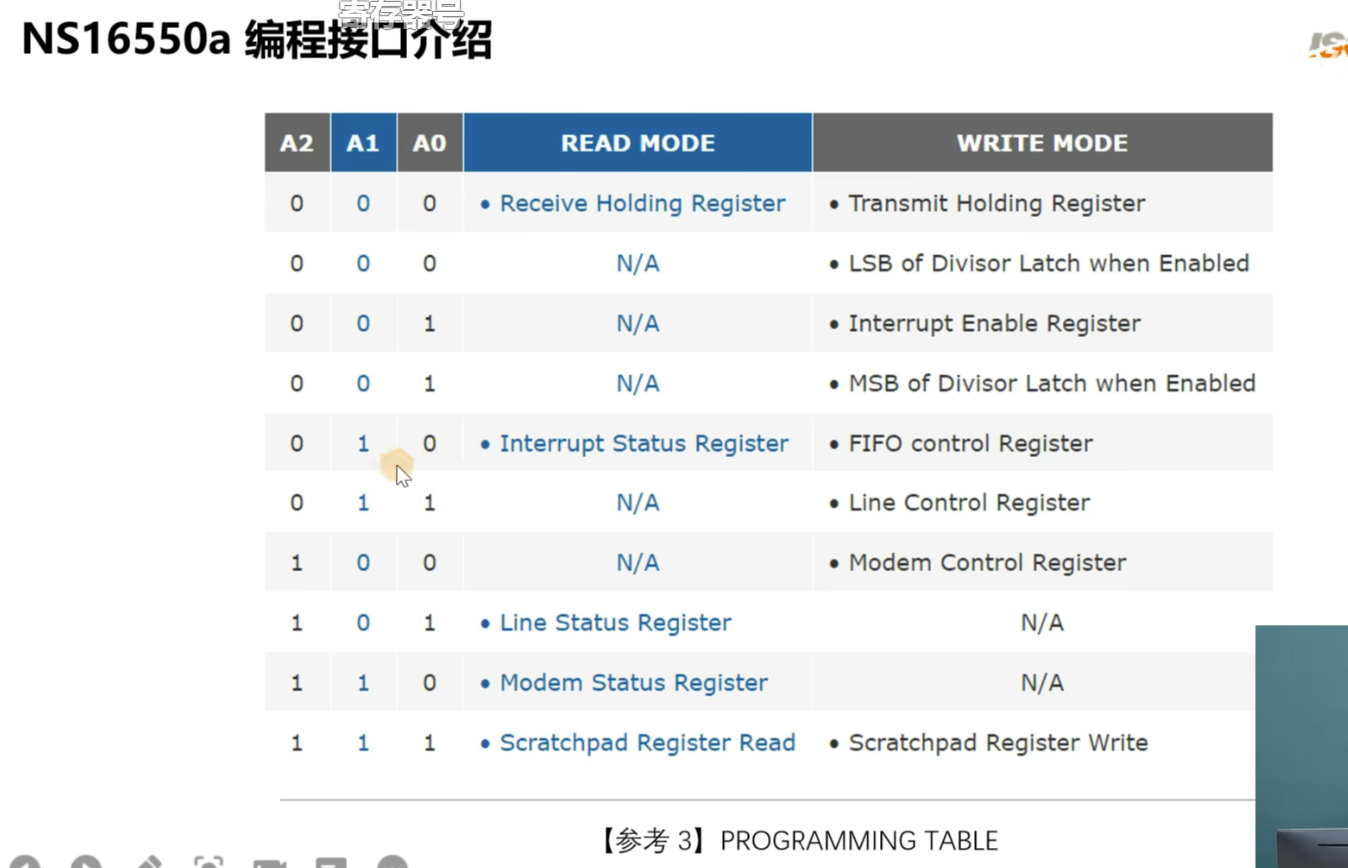 寄存器号
NS16550a 编程接口介绍
A2 A1 A0 READ MODE WRITE MODE
0 0 0 • Receive Holding Register • Transmit Holding Register
0 0 0 N/A • LSB of Divisor Latch when Enabled
0 0 1 N/A • Interrupt Enable Register
0 0 1 N/A • MSB of Divisor Latch when Enabled
0 1 0 • Interrupt Status Register • FIFO control Register
0 1 1 N/A • Line Control Register
1 0 0 N/A • Modem Control Register
1 0 1 • Line Status Register N/A
1 1 0 • Modem Status Register N/A
1 1 1 • Scratchpad Register Read • Scratchpad Register Write
【参考 3】PROGRAMMING TABLE